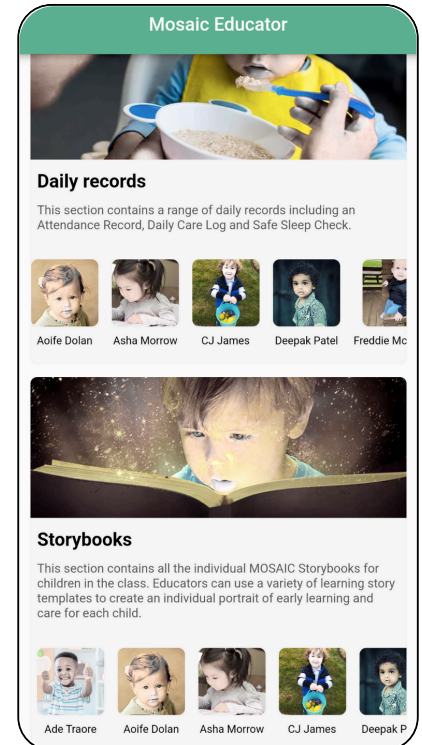 Mosaic Educator
Daily records
This section contains a range of daily records including an
Attendance Record, Daily Care Log and Safe Sleep Check.
Aoife Dolan Asha Morrow CJ James Deepak Patel Freddie Mc
Storybooks
This section contains all the individual MOSAIC Storybooks for
children in the class. Educators can use a variety of learning story
templates to create an individual portrait of early learning and
care for each child.
Ade Traore Aoife Dolan Asha Morrow CJ James Deepak P